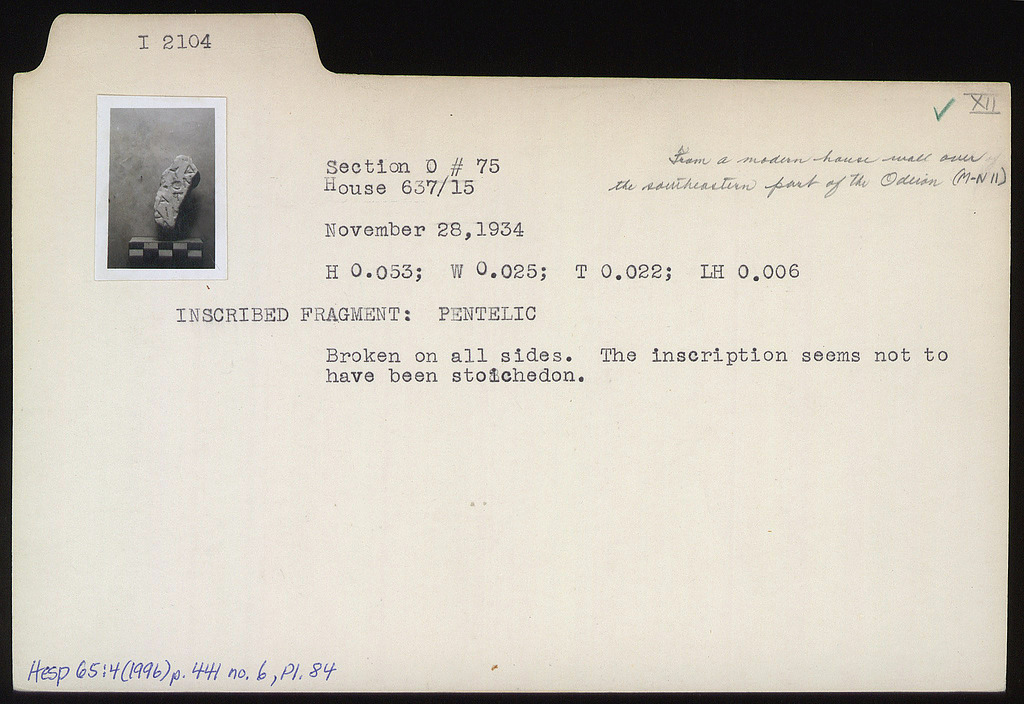 I 2104
XII
Section O # 75
House 637/15
From a modern house wall over
the southeastern part of the Odeion (M-N 11)
November 28,1934
H 0.053; W 0.025; T 0.022; LH 0.006
INSCRIBED FRAGMENT: PENTELIC
Broken on all sides. The inscription seems not to
have been stoichedon.
Hesp 65:4(1996)p. 441 no. 6, Pl. 84